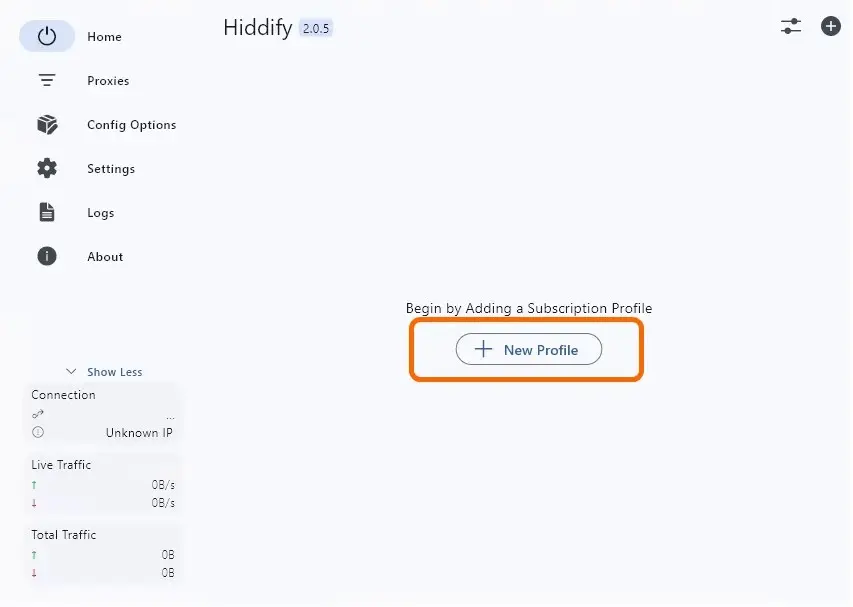 Home
Proxies
Config Options
Settings
Logs
About
Show Less
Connection
...
Unknown IP
Live Traffic
↑ 0B/s
↓ 0B/s
Total Traffic
↑ 0B
↓ 0B
Hiddify 2.0.5
Begin by Adding a Subscription Profile
+ New Profile